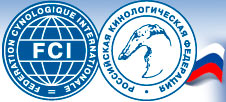 FEDERATION CYNOLOGIQUE INTERNATIONALE
FCI
РОССИЙСКАЯ КИНОЛОГИЧЕСКАЯ ФЕДЕРАЦИЯ